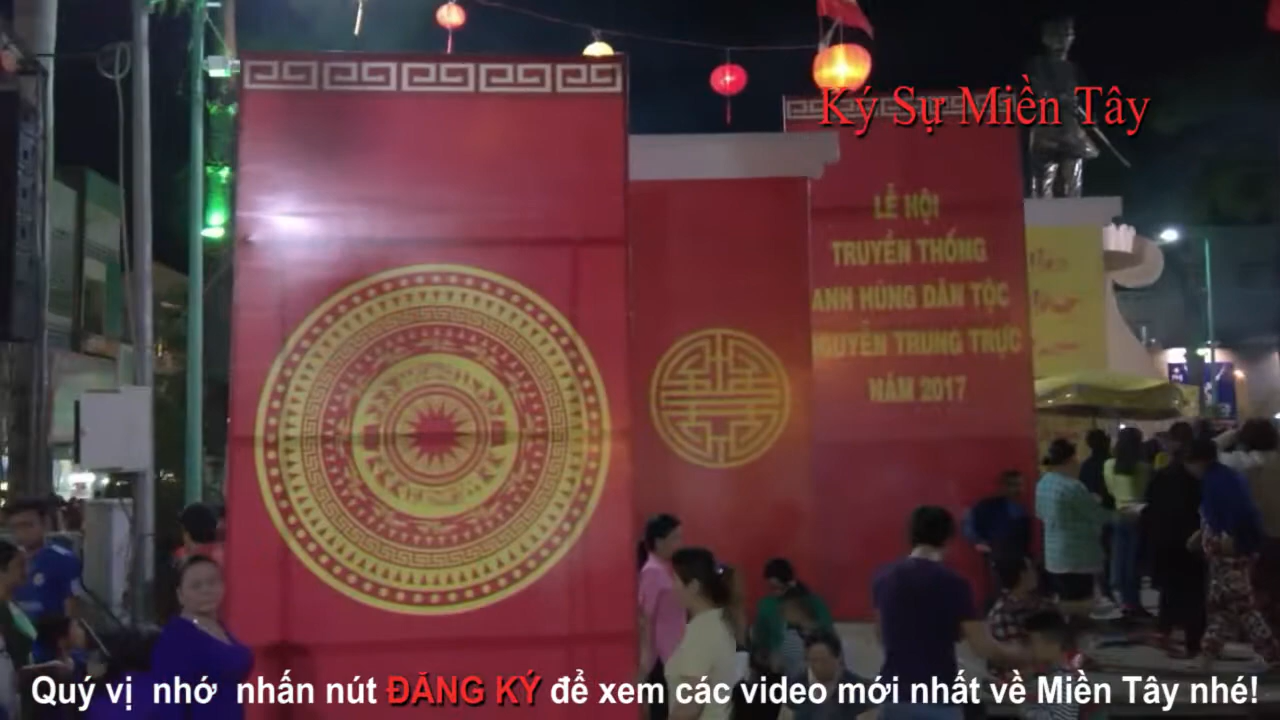 Ký Sự Miền Tây
LỄ HỘI
TRUYỀN THỐNG
ANH HÙNG DÂN TỘC
NGUYỄN TRUNG TRỰC
NĂM 2017
Quý vị nhớ nhấn nút ĐĂNG KÝ để xem các video mới nhất về Miền Tây nhé!